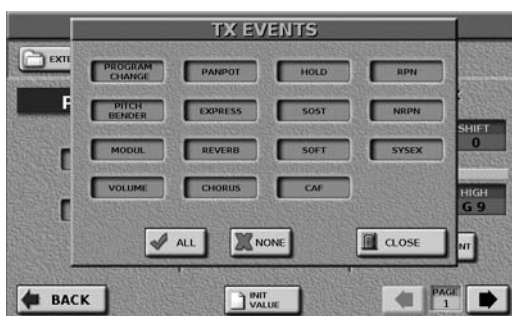 TX EVENTS
EXTE
PROGRAM CHANGE
PANPOT
HOLD
RPN
PITCH BENDER
EXPRESS
SOST
NRPN
MODUL
REVERB
SOFT
SYSEX
VOLUME
CHORUS
CAF
SHIFT
0
HIGH
G 9
ALL
NONE
CLOSE
NT
BACK
INIT VALUE
PAGE
1